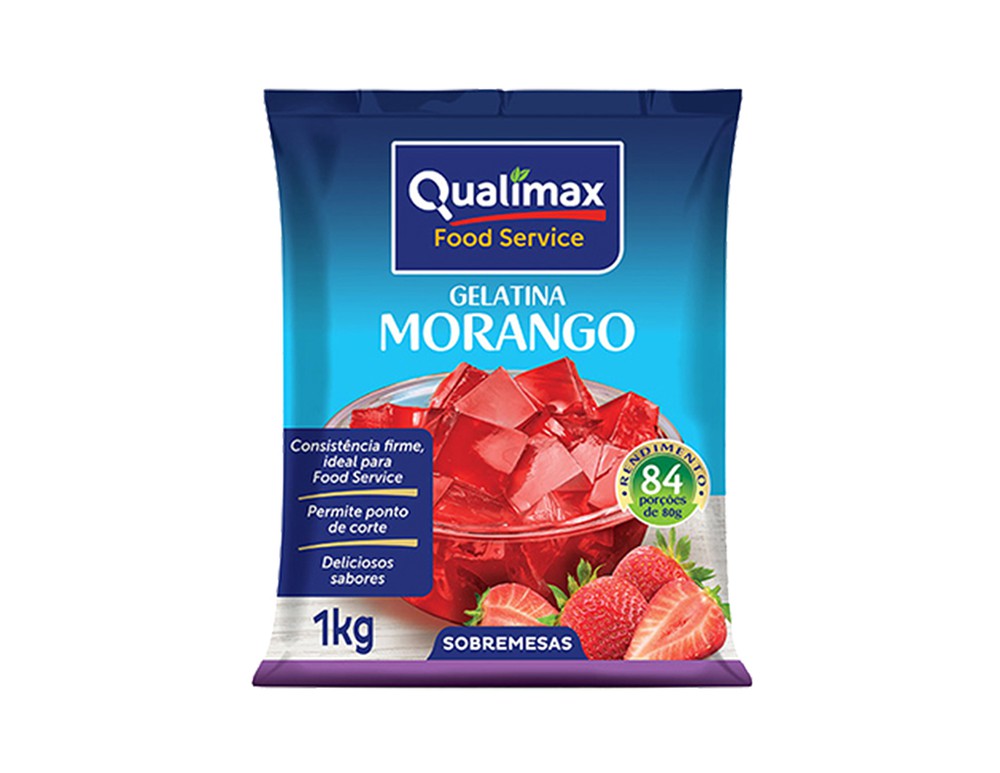 Qualimax
Food Service
GELATINA
MORANGO
Consistência firme,
ideal para
Food Service
Permite ponto
de corte
Deliciosos
sabores
RENDIMENTO
84
porções
de 80g
1kg
SOBREMESAS